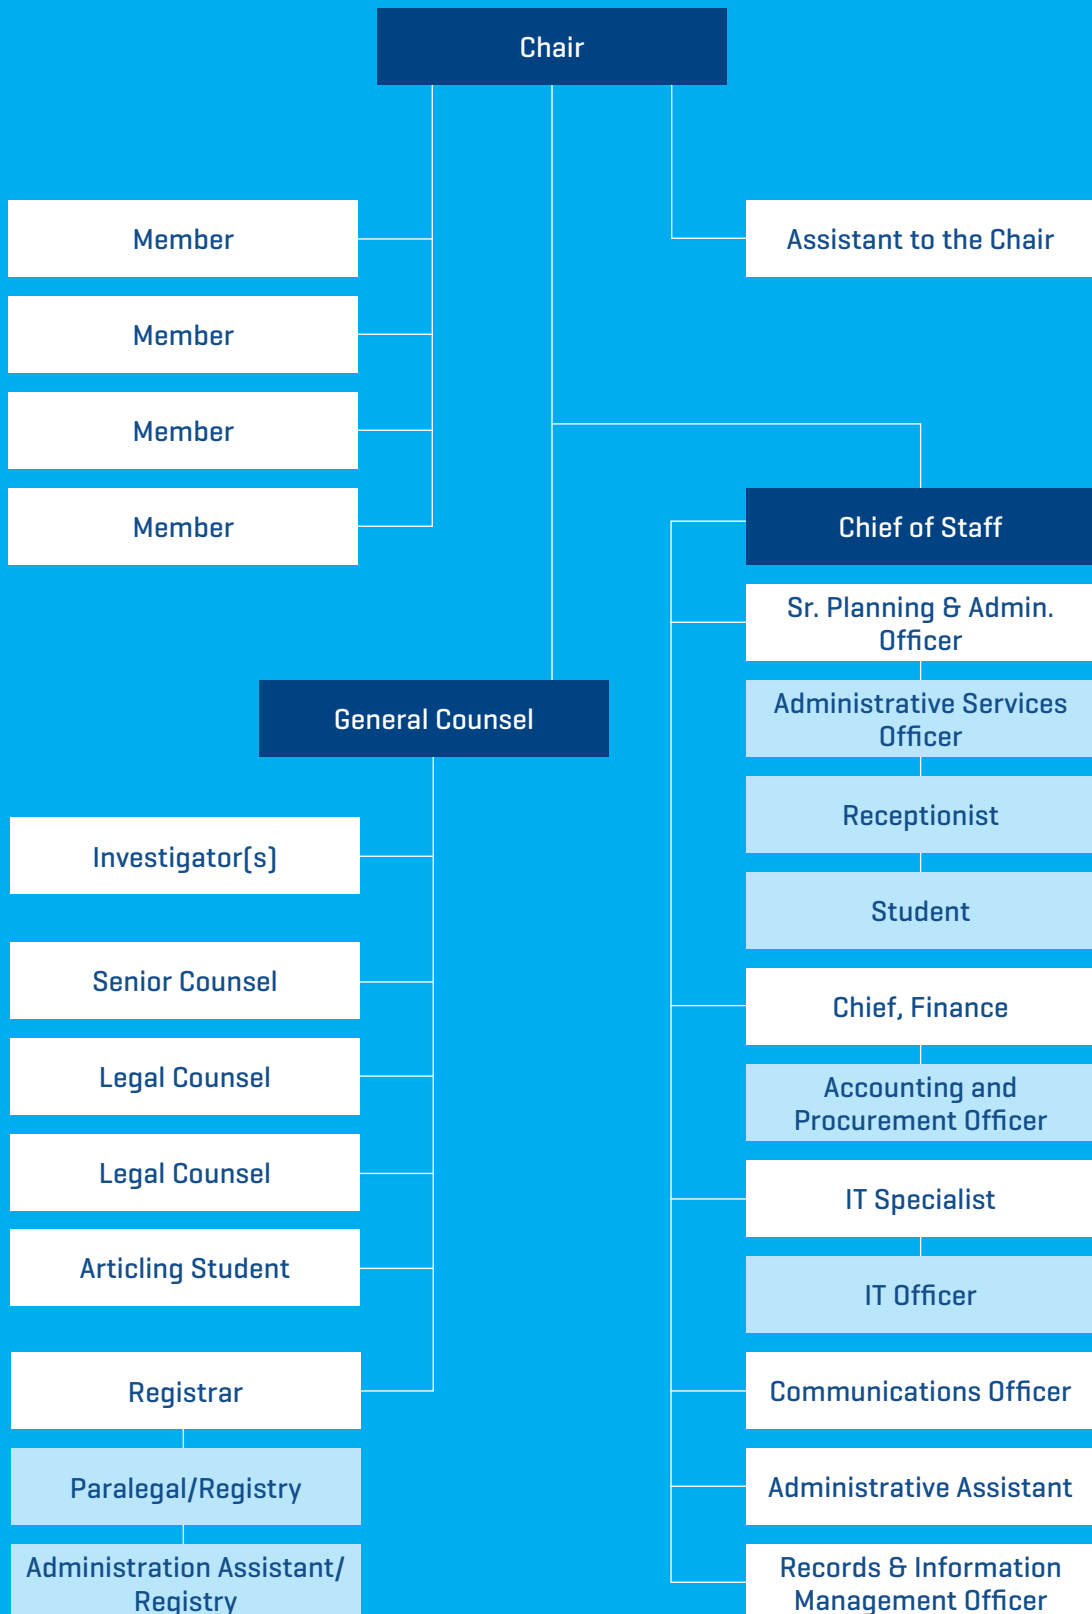 Chair
Member
Member
Member
Member
Assistant to the Chair
General Counsel
Investigator(s)
Senior Counsel
Legal Counsel
Legal Counsel
Articling Student
Registrar
Paralegal/Registry
Administration Assistant/
Registry
Chief of Staff
Sr. Planning & Admin.
Officer
Administrative Services
Officer
Receptionist
Student
Chief, Finance
Accounting and
Procurement Officer
IT Specialist
IT Officer
Communications Officer
Administrative Assistant
Records & Information
Management Officer